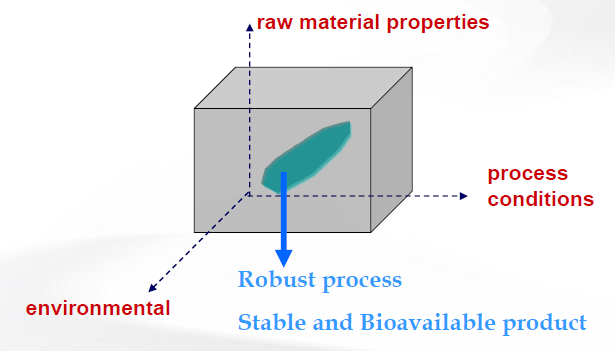 raw material properties
process
conditions
environmental
Robust process
Stable and Bioavailable product